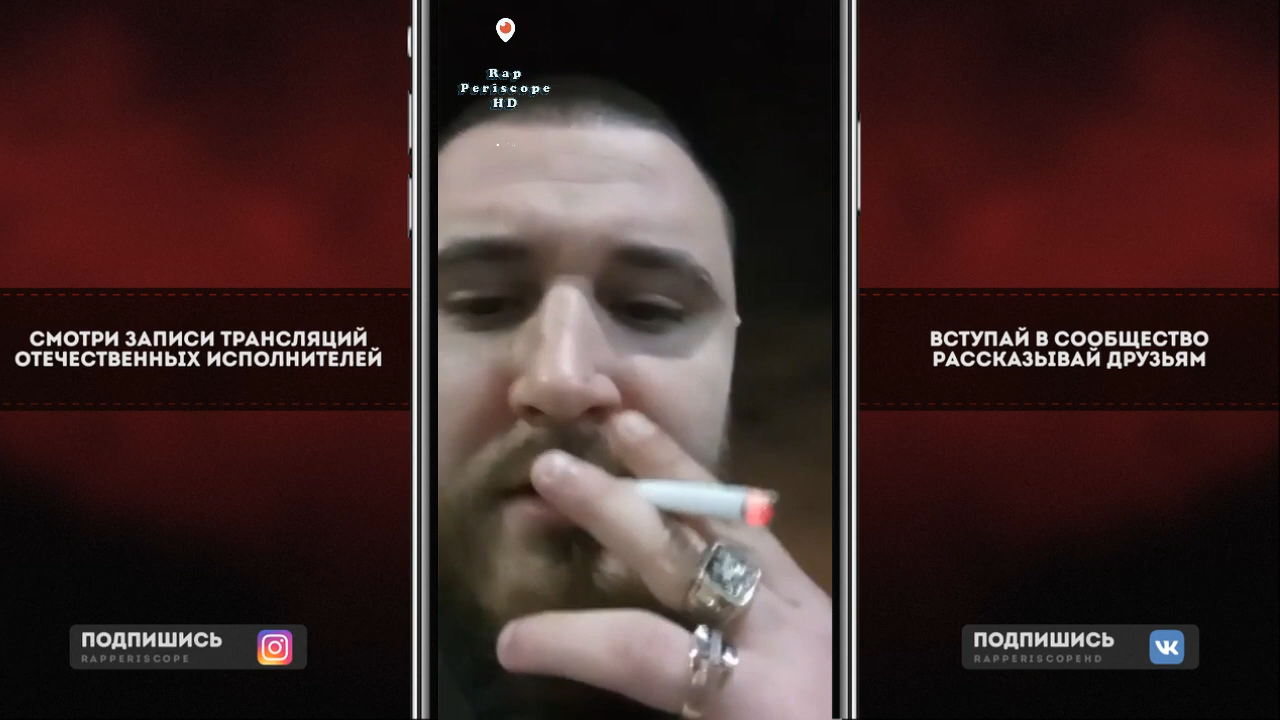 Rap
Periscope
HD
СМОТРИ ЗАПИСИ ТРАНСЛЯЦИЙ
ОТЕЧЕСТВЕННЫХ ИСПОЛНИТЕЛЕЙ
ВСТУПАЙ В СООБЩЕСТВО
РАССКАЗЫВАЙ ДРУЗЬЯМ
ПОДПИШИСЬ
RAPPERISCOPE
ПОДПИШИСЬ
RAPPERISCOPEHD